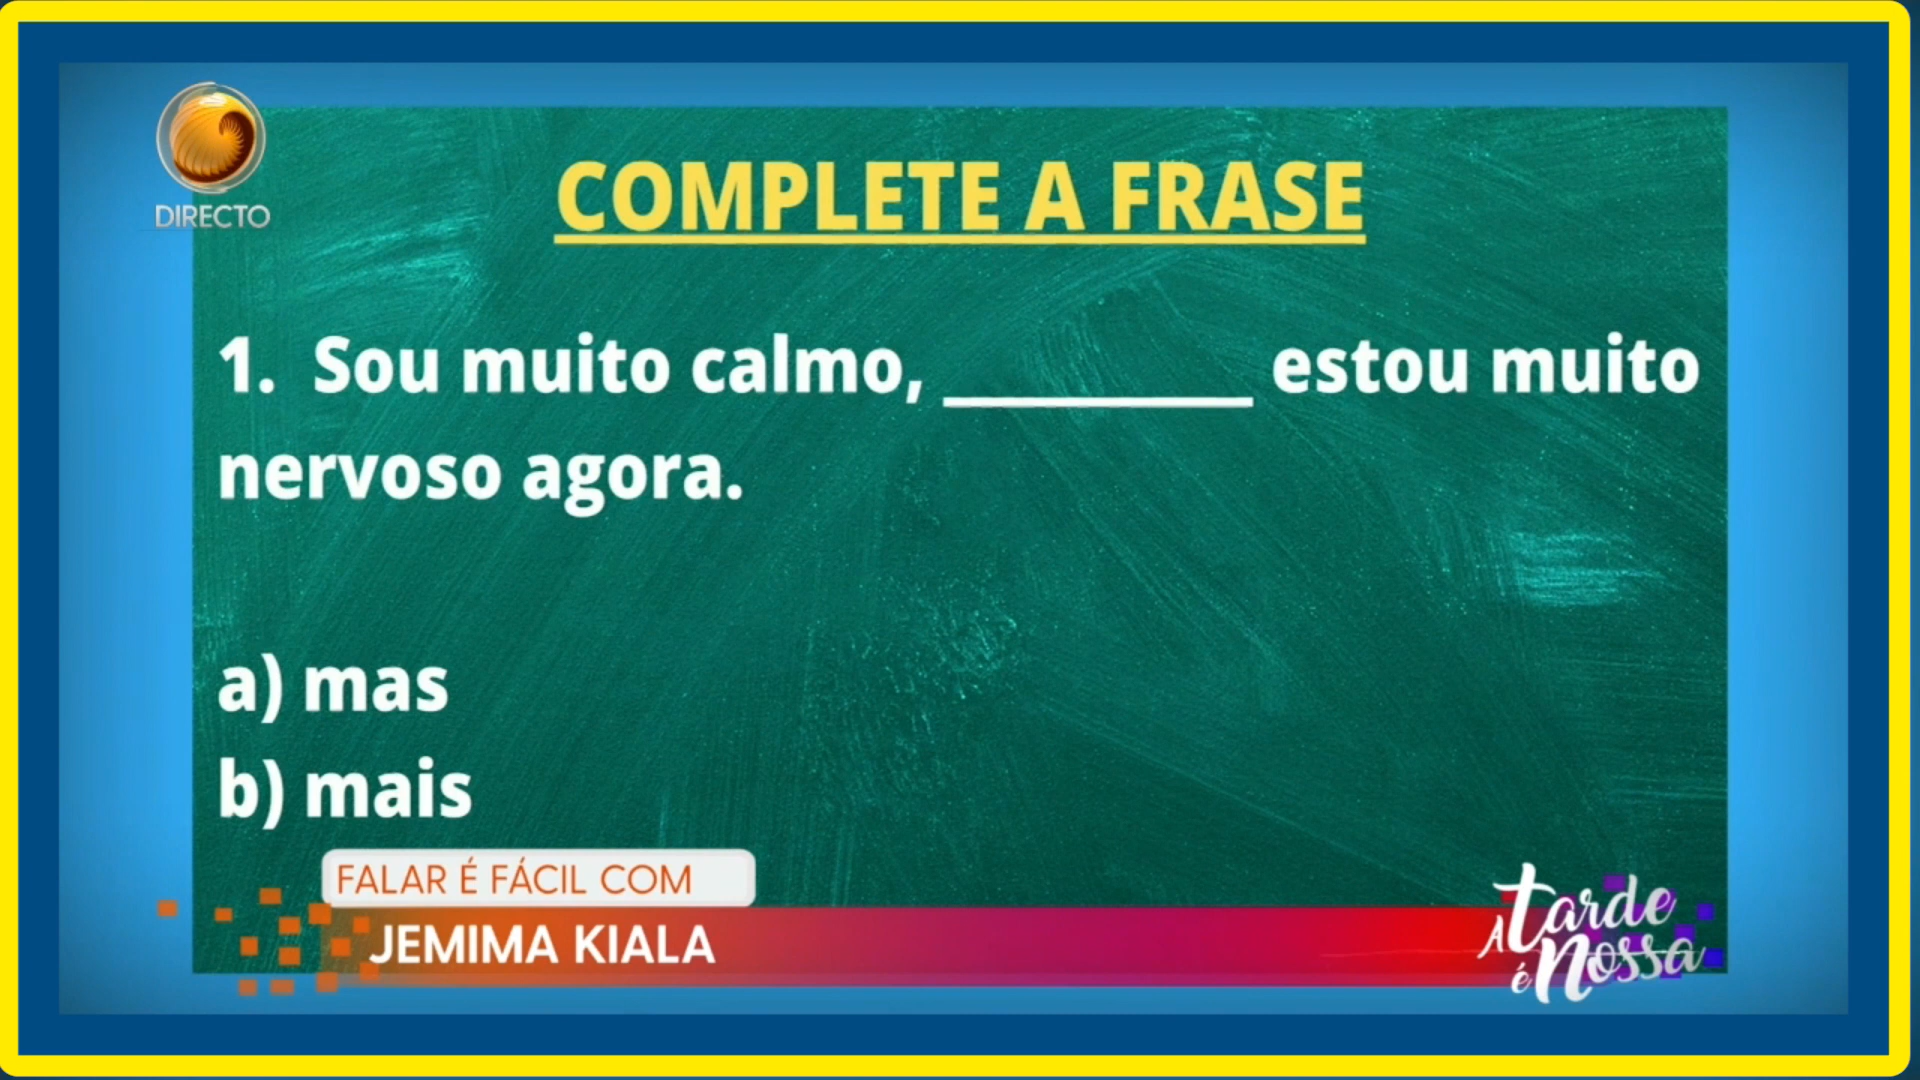 DIRECTO
COMPLETE A FRASE
1. Sou muito calmo, ________ estou muito
nervoso agora.
a) mas
b) mais
FALAR É FÁCIL COM
JEMIMA KIALA
A tarde
é nossa